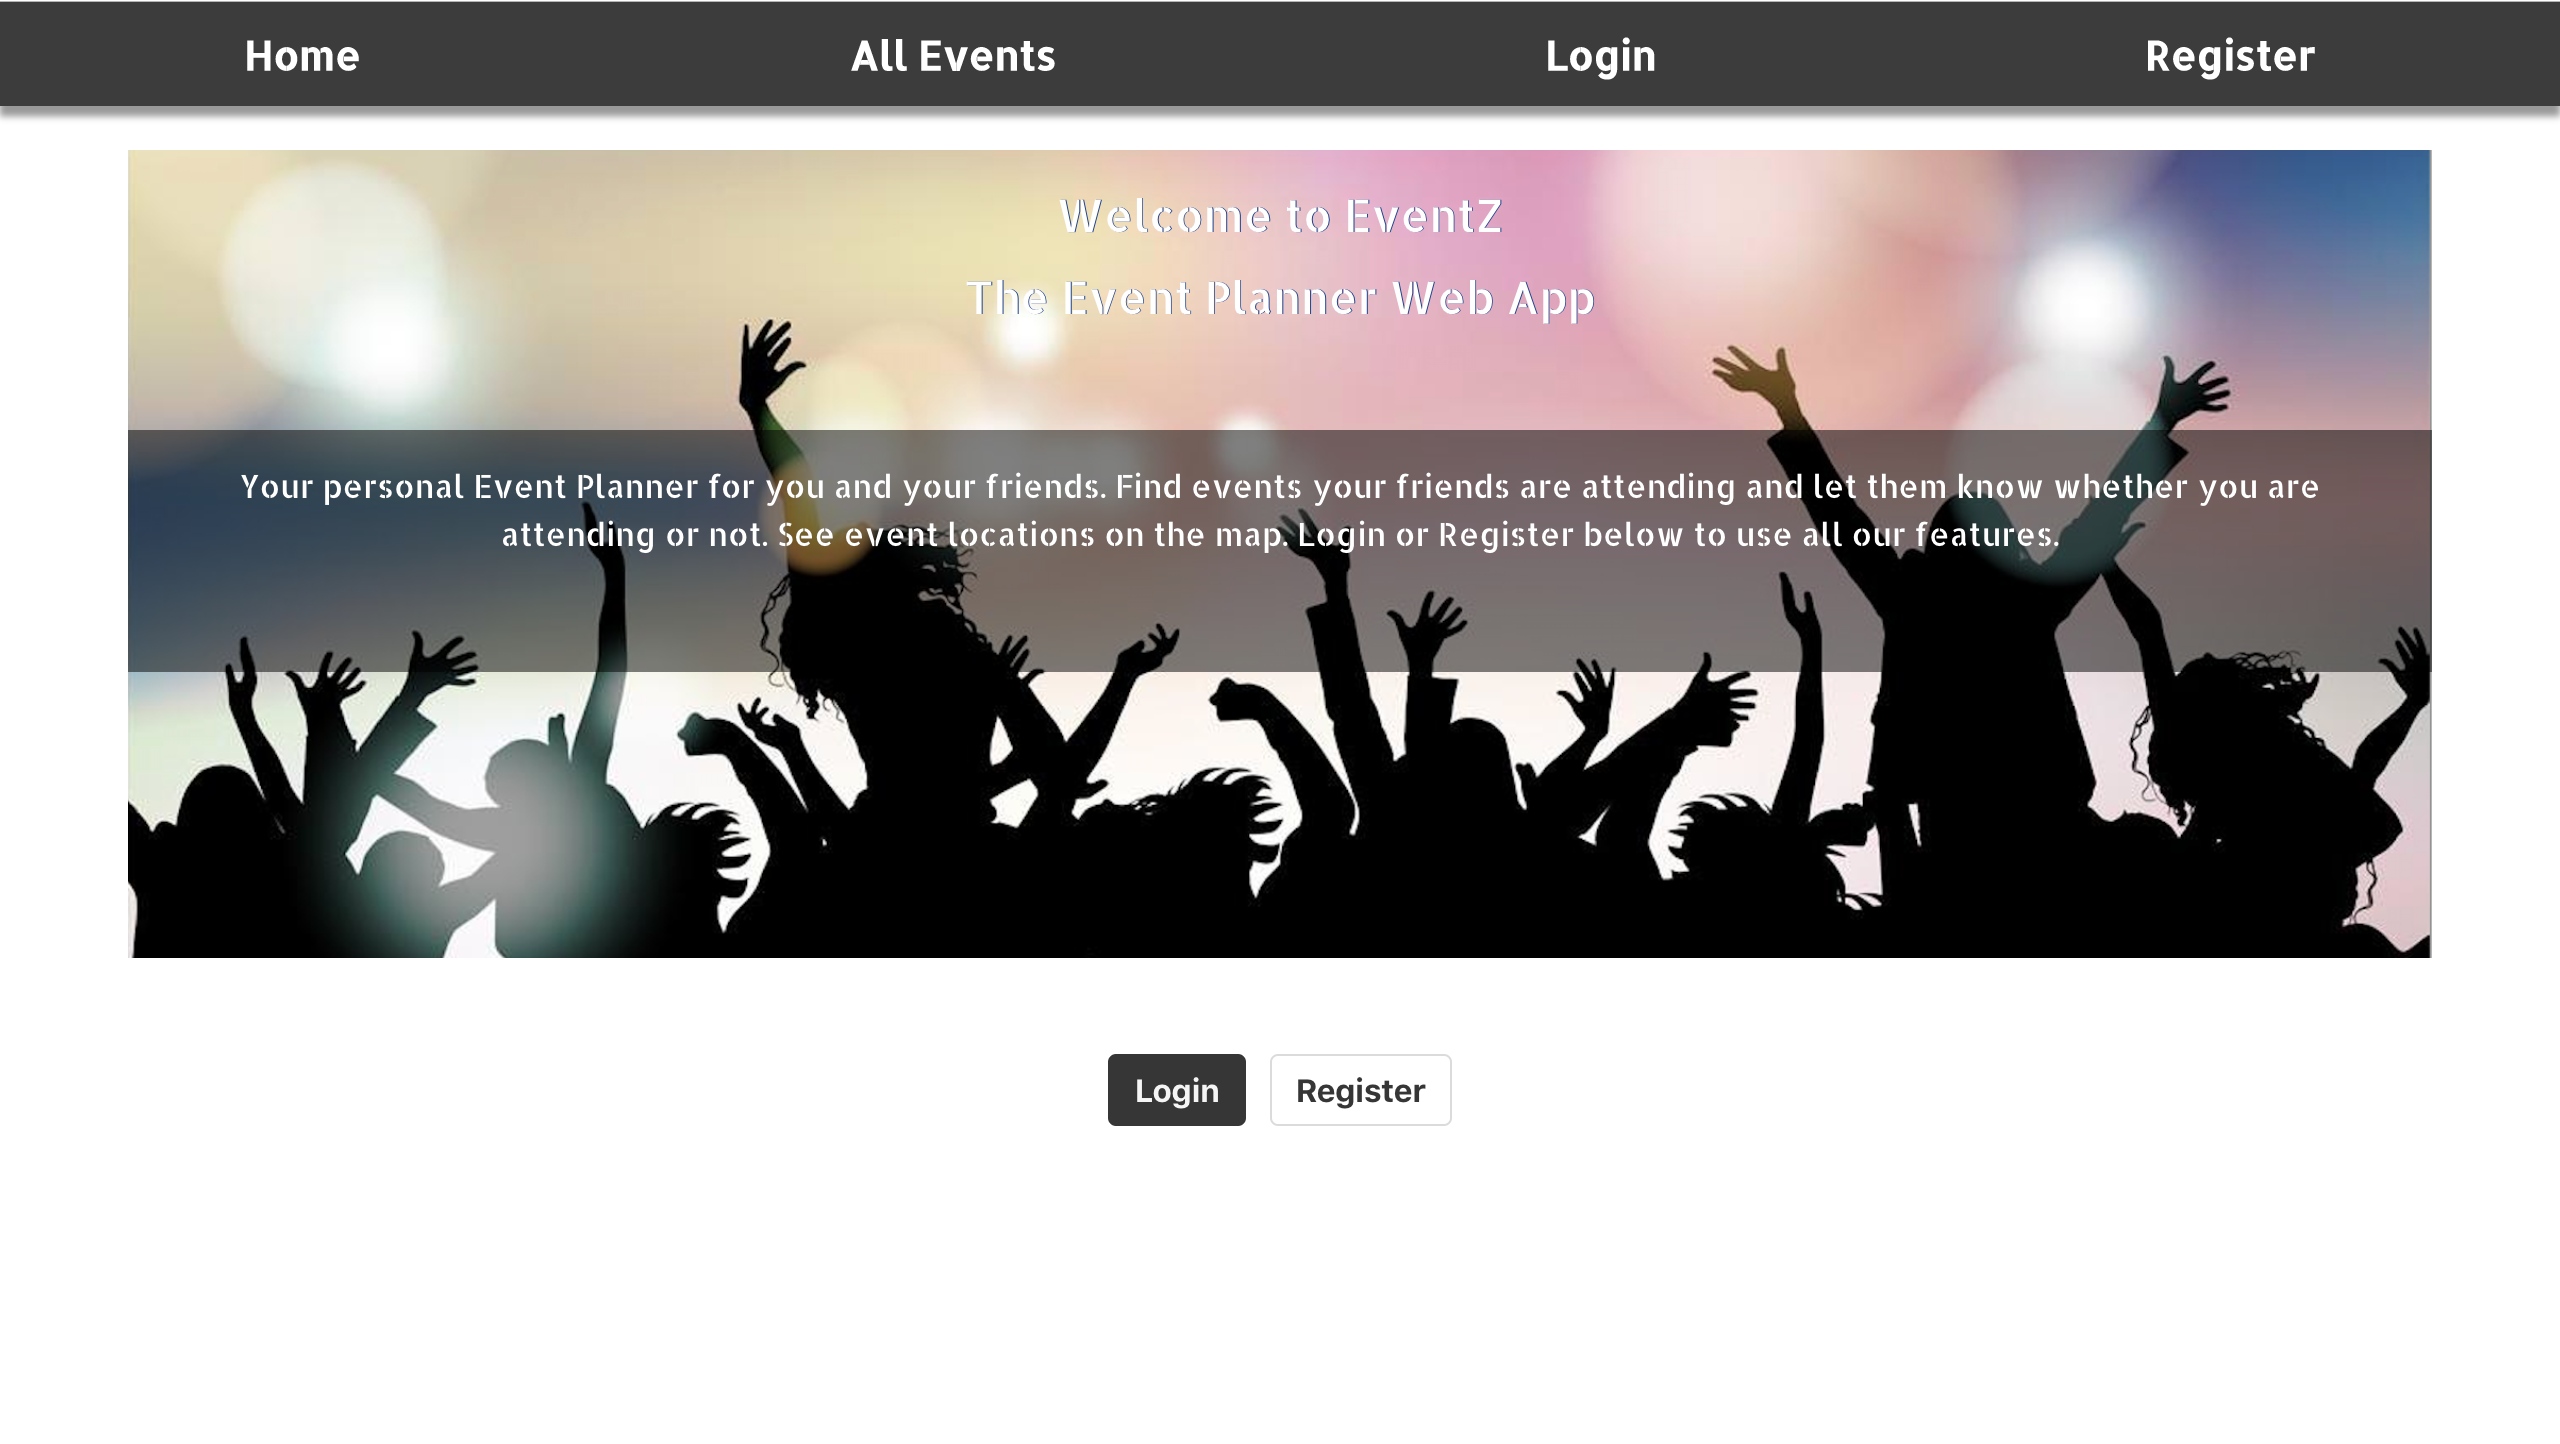 Home All Events Login Register
Welcome to EventZ
The Event Planner Web App
Your personal Event Planner for you and your friends. Find events your friends are attending and let them know whether you are
attending or not. See event locations on the map. Login or Register below to use all our features.
Login Register